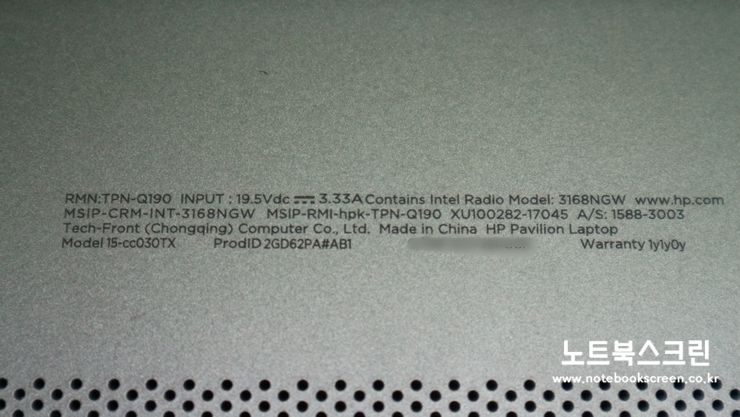 RMN:TPN-Q190 INPUT : 19.5Vdc ⎓ 3.33A Contains Intel Radio Model: 3168NGW www.hp.com
MSIP-CRM-INT-3168NGW MSIP-RMI-hpk-TPN-Q190 XU100282-17045 A/S: 1588-3003
Tech-Front (Chongqing) Computer Co., Ltd. Made in China HP Pavilion Laptop
Model 15-cc030TX ProdID 2GD62PA#AB1 Warranty 1y1y0y
노트북스크린
www.notebookscreen.co.kr